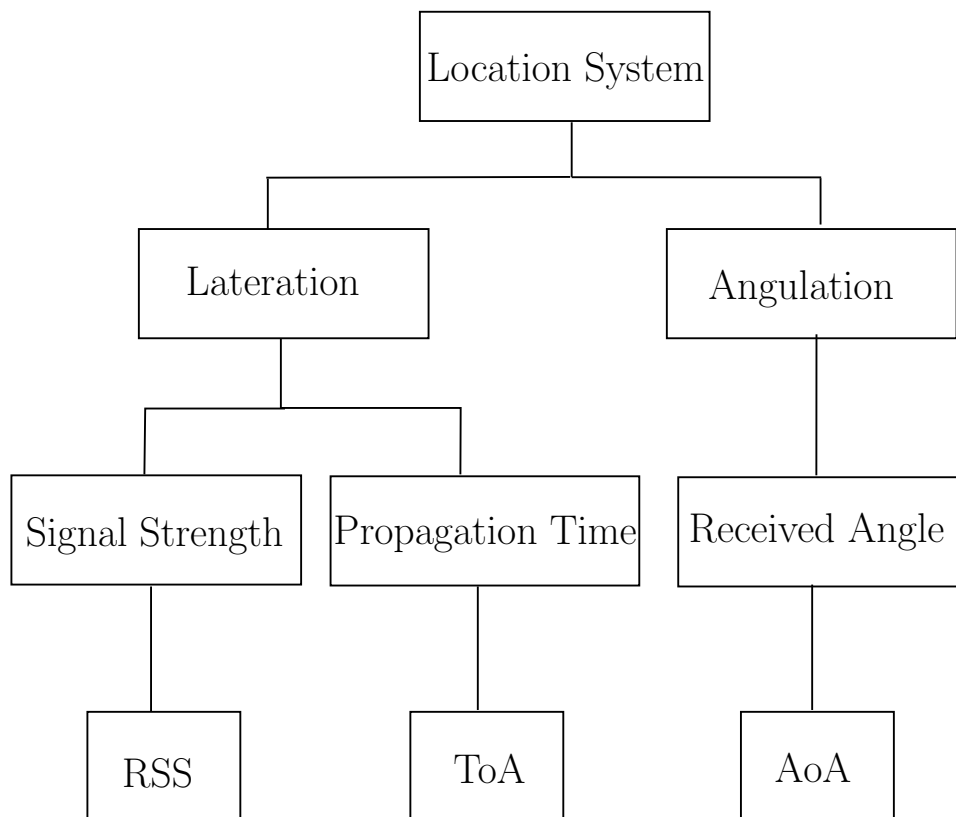 Location System
Lateration
Angulation
Signal Strength
Propagation Time
Received Angle
RSS
ToA
AoA